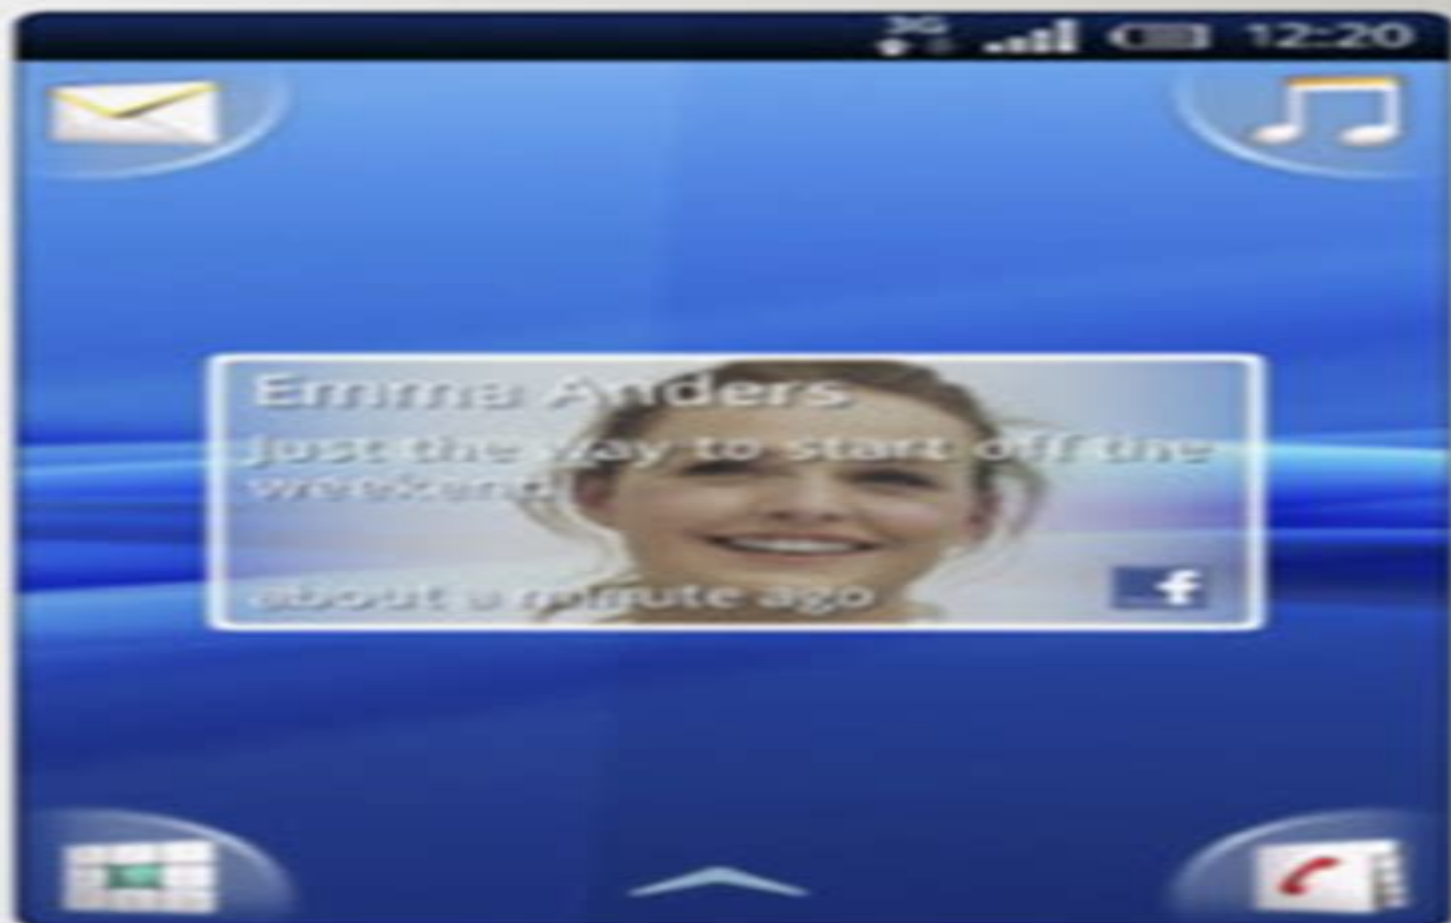 3G 12:20
Emma Anders
Just the way to start off the
weekend
about a minute ago
f